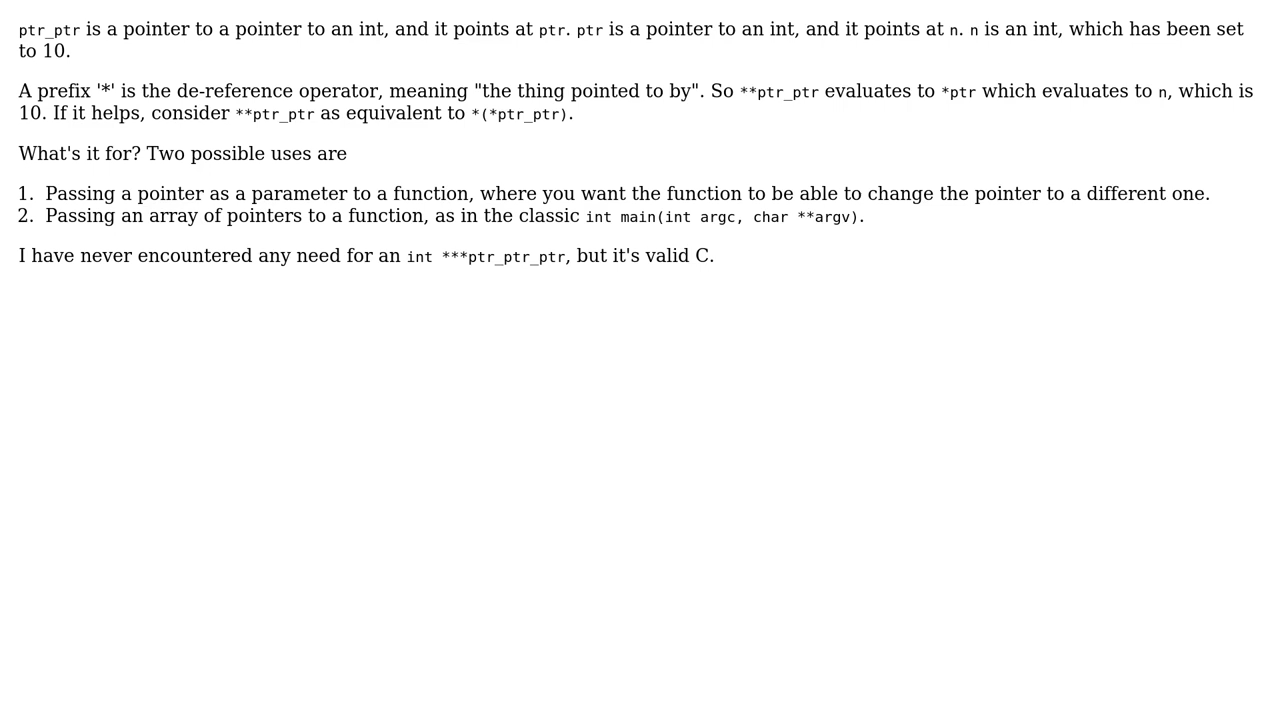 ptr_ptr is a pointer to a pointer to an int, and it points at ptr. ptr is a pointer to an int, and it points at n. n is an int, which has been set
to 10.
A prefix '*' is the de-reference operator, meaning "the thing pointed to by". So **ptr_ptr evaluates to *ptr which evaluates to n, which is
10. If it helps, consider **ptr_ptr as equivalent to *(*ptr_ptr).
What's it for? Two possible uses are
1. Passing a pointer as a parameter to a function, where you want the function to be able to change the pointer to a different one.
2. Passing an array of pointers to a function, as in the classic int main(int argc, char **argv).
I have never encountered any need for an int ***ptr_ptr_ptr, but it's valid C.